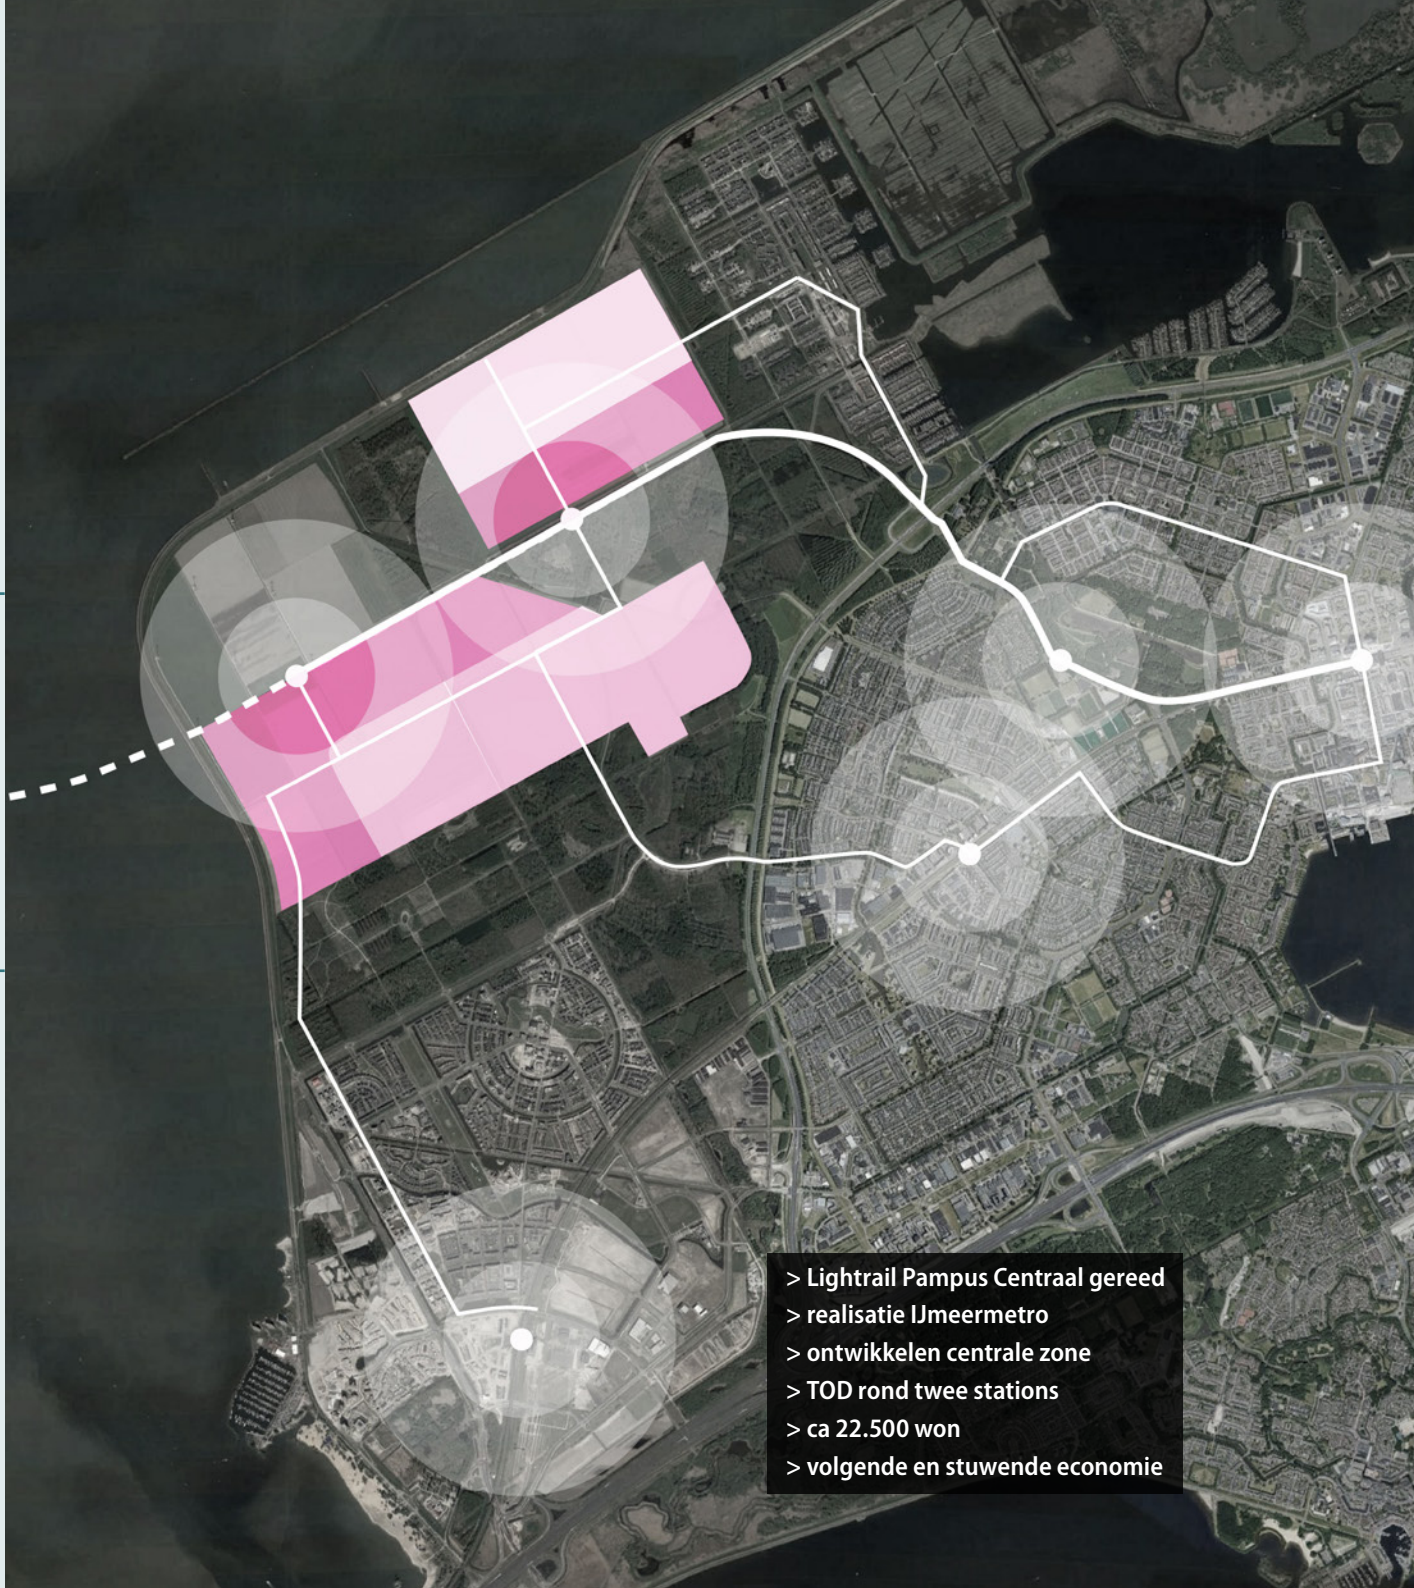 > Lightrail Pampus Centraal gereed
> realisatie IJmeermetro
> ontwikkelen centrale zone
> TOD rond twee stations
> ca 22.500 won
> volgende en stuwende economie